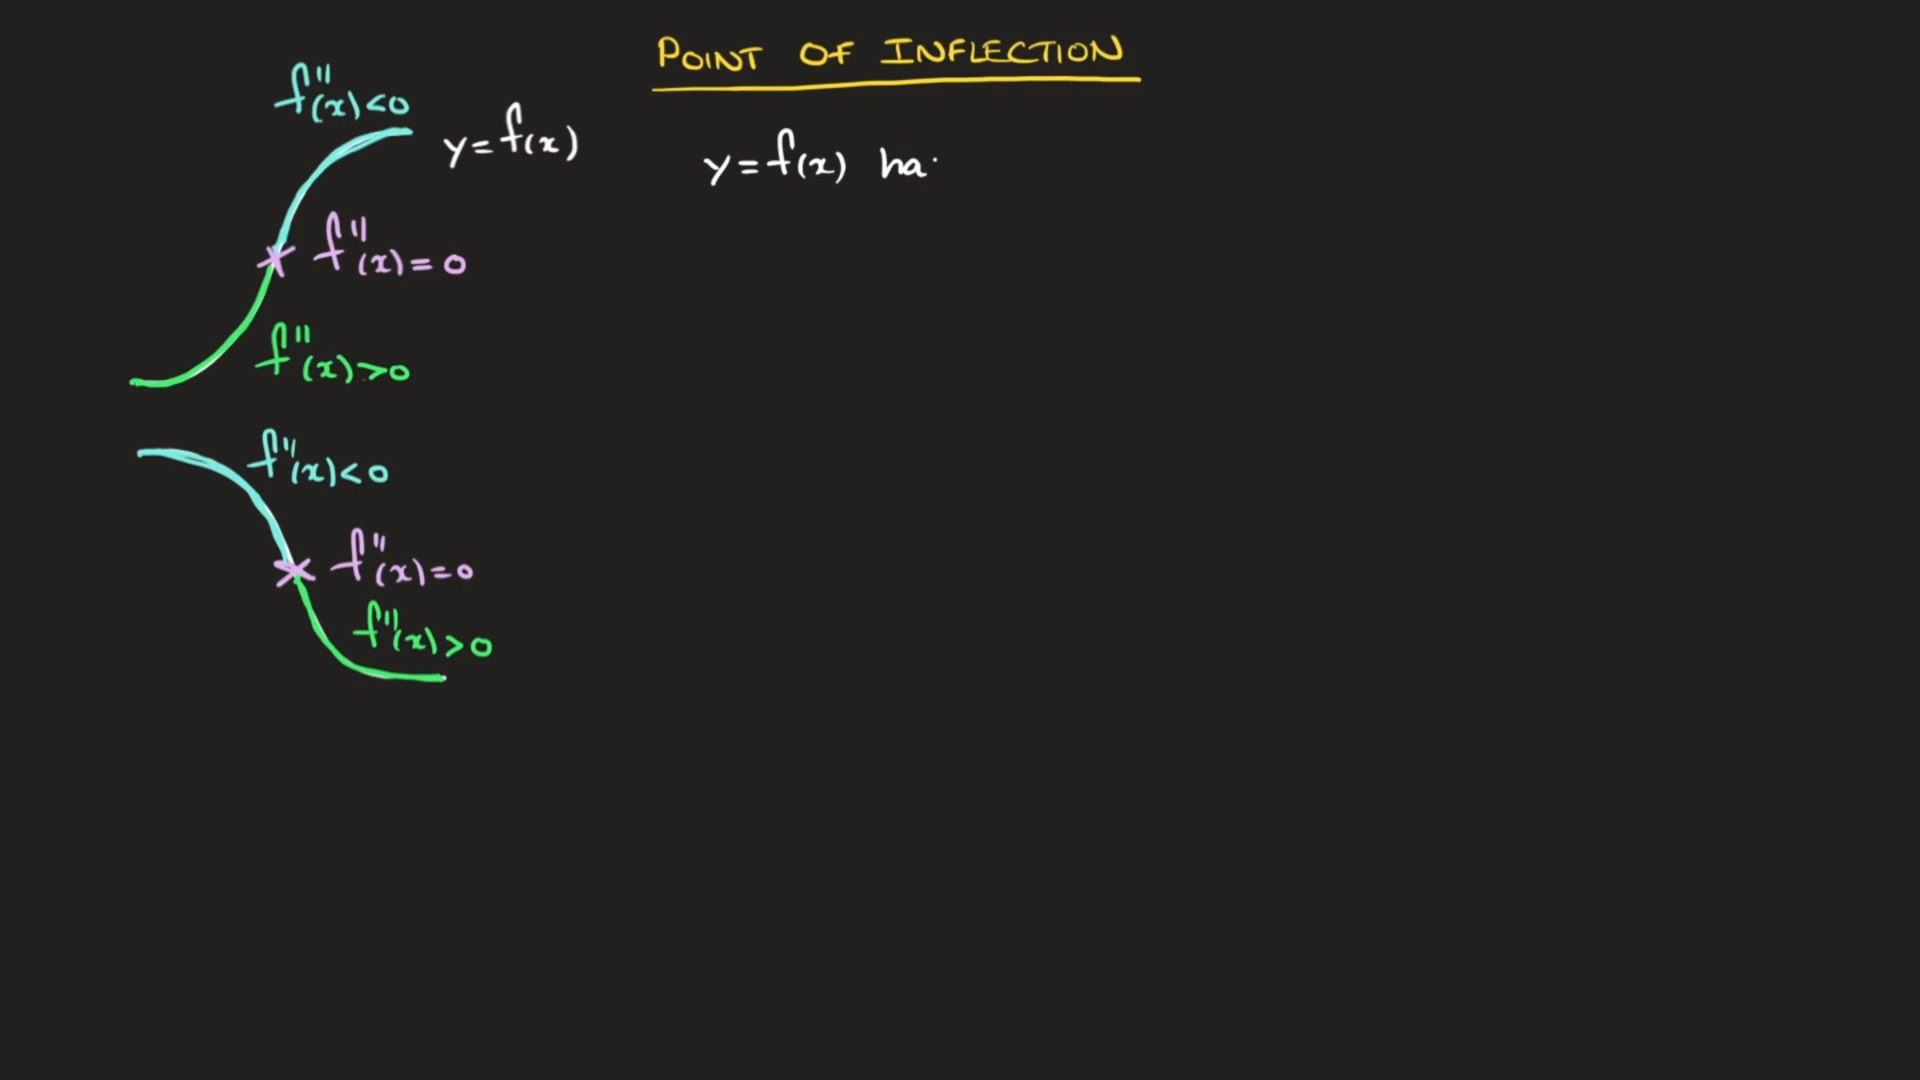 POINT OF INFLECTION
f''(x)<0
y=f(x)
y=f(x) ha
f''(x)=0
f''(x)>0
f''(x)<0
f''(x)=0
f''(x)>0